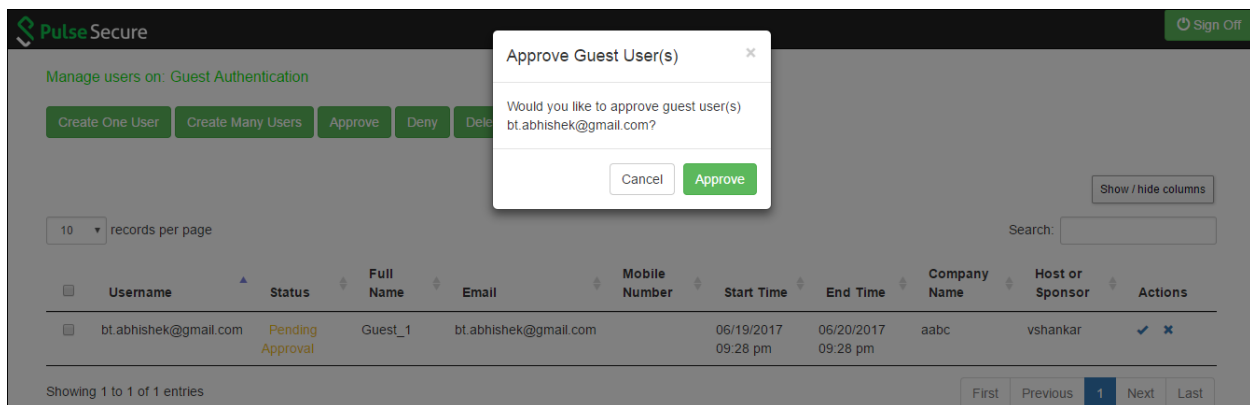 Pulse Secure
Sign Off
Approve Guest User(s)
×
Manage users on: Guest Authentication
Would you like to approve guest user(s)
bt.abhishek@gmail.com?
Create One User
Create Many Users
Approve
Deny
Dele
Cancel
Approve
Show / hide columns
10
records per page
Search:
Username
Status
Full
Name
Email
Mobile
Number
Start Time
End Time
Company
Name
Host or
Sponsor
Actions
bt.abhishek@gmail.com
Pending
Approval
Guest_1
bt.abhishek@gmail.com
06/19/2017
09:28 pm
06/20/2017
09:28 pm
aabc
vshankar
Showing 1 to 1 of 1 entries
First
Previous
1
Next
Last